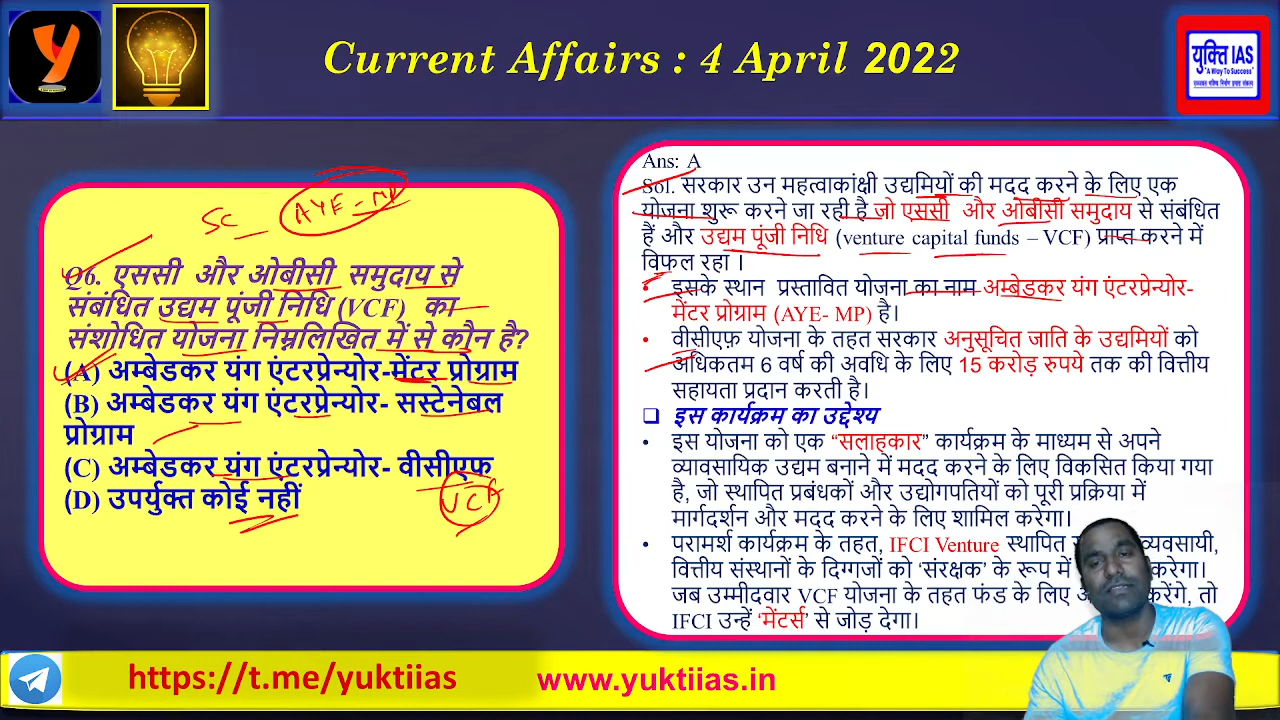 Current Affairs : 4 April 2022
युक्ति IAS
"A Way To Success"
SC
AYE - MP
Q6. एससी और ओबीसी समुदाय से
संबंधित उद्यम पूंजी निधि (VCF) का
संशोधित योजना निम्नलिखित में से कौन है?
(A) अम्बेडकर यंग एंटरप्रेन्योर-मेंटर प्रोग्राम
(B) अम्बेडकर यंग एंटरप्रेन्योर- सस्टेनेबल
प्रोग्राम
(C) अम्बेडकर यंग एंटरप्रेन्योर- वीसीएफ़
(D) उपर्युक्त कोई नहीं
VCF
Ans: A
Sol. सरकार उन महत्वाकांक्षी उद्यमियों की मदद करने के लिए एक
योजना शुरू करने जा रही है जो एससी और ओबीसी समुदाय से संबंधित
हैं और उद्यम पूंजी निधि (venture capital funds – VCF) प्राप्त करने में
विफल रहा ।
• इसके स्थान प्रस्तावित योजना का नाम अम्बेडकर यंग एंटरप्रेन्योर-
मेंटर प्रोग्राम (AYE- MP) है।
• वीसीएफ़ योजना के तहत सरकार अनुसूचित जाति के उद्यमियों को
अधिकतम 6 वर्ष की अवधि के लिए 15 करोड़ रुपये तक की वित्तीय
सहायता प्रदान करती है।
❑ इस कार्यक्रम का उद्देश्य
• इस योजना को एक “सलाहकार” कार्यक्रम के माध्यम से अपने
व्यावसायिक उद्यम बनाने में मदद करने के लिए विकसित किया गया
है, जो स्थापित प्रबंधकों और उद्योगपतियों को पूरी प्रक्रिया में
मार्गदर्शन और मदद करने के लिए शामिल करेगा।
• परामर्श कार्यक्रम के तहत, IFCI Venture स्थापित व्यवसायी,
वित्तीय संस्थानों के दिग्गजों को ‘संरक्षक’ के रूप में करेगा।
जब उम्मीदवार VCF योजना के तहत फंड के लिए करेंगे, तो
IFCI उन्हें ‘मेंटर्स’ से जोड़ देगा।
https://t.me/yuktiias
www.yuktiias.in